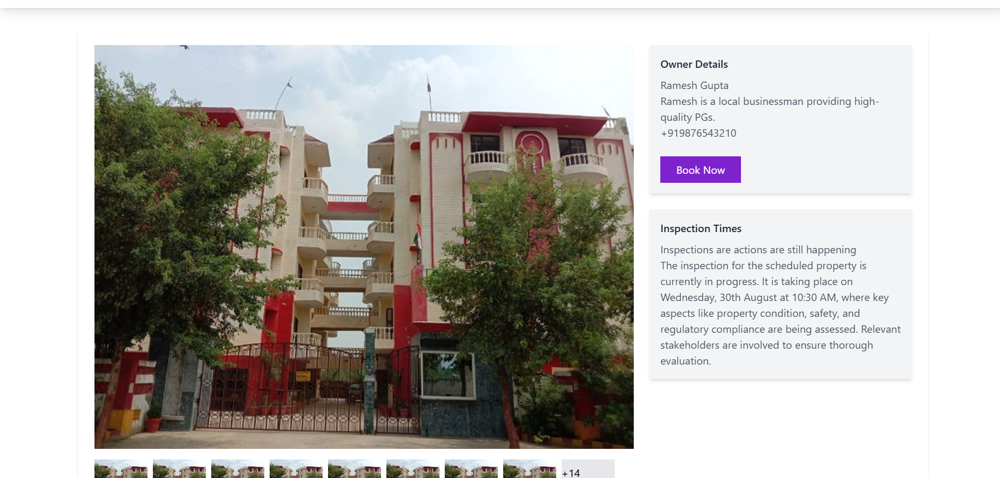 Owner Details
Ramesh Gupta
Ramesh is a local businessman providing high-
quality PGs.
+919876543210
Book Now
Inspection Times
Inspections are actions are still happening
The inspection for the scheduled property is
currently in progress. It is taking place on
Wednesday, 30th August at 10:30 AM, where key
aspects like property condition, safety, and
regulatory compliance are being assessed. Relevant
stakeholders are involved to ensure thorough
evaluation.
+14